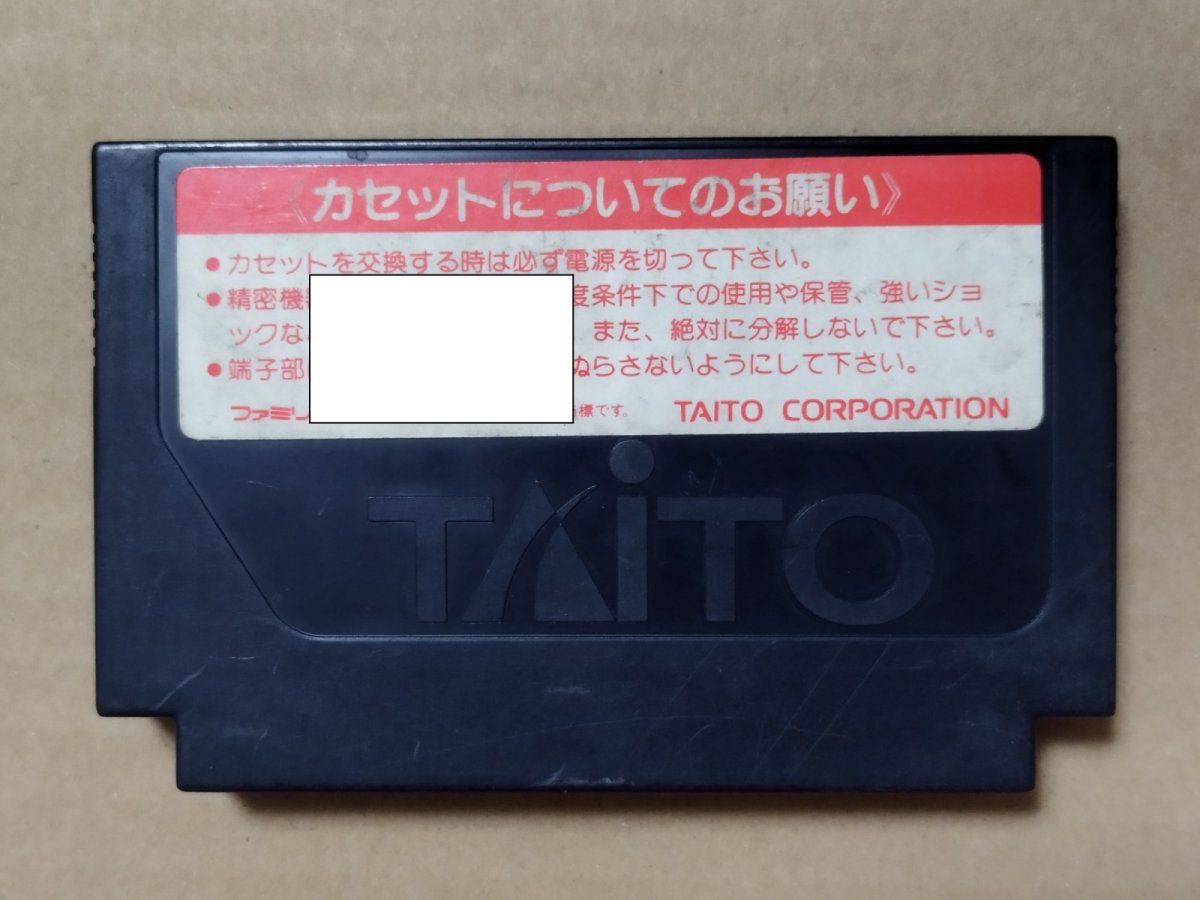 《カセットについてのお願い》
●カセットを交換する時は必ず電源を切って下さい。
●精密機 度条件下での使用や保管、強いショ
ックな また、絶対に分解しないで下さい。
●端子部 ぬらさないようにして下さい。
ファミリ 標です。 TAITO CORPORATION
TAiTO